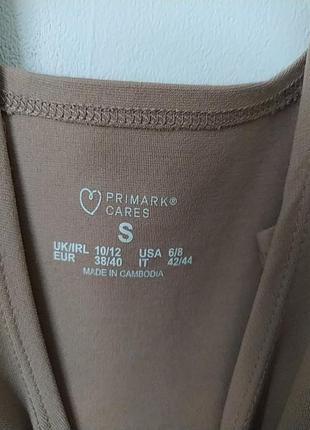 PRIMARK®
CARES
S
UK/IRL 10/12 USA 6/8
EUR 38/40 IT 42/44
MADE IN CAMBODIA